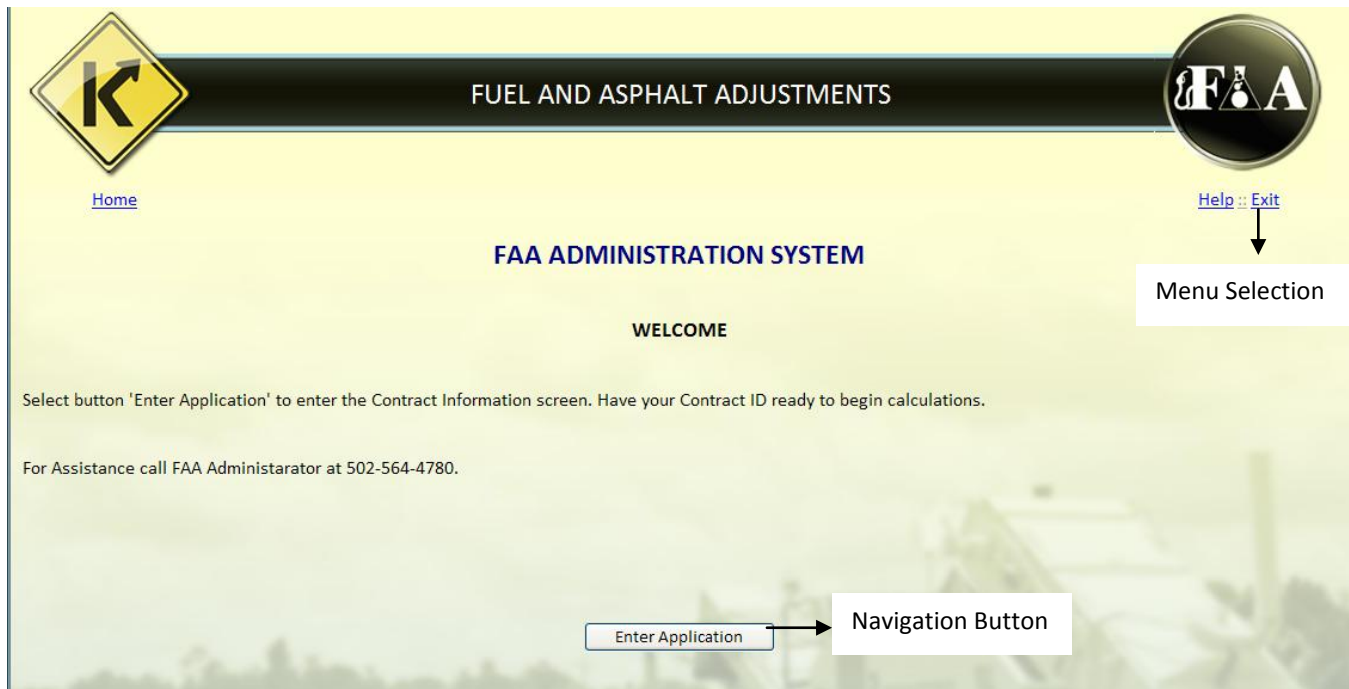 K
FUEL AND ASPHALT ADJUSTMENTS
FAA
Home
Help :: Exit
FAA ADMINISTRATION SYSTEM
Menu Selection
WELCOME
Select button 'Enter Application' to enter the Contract Information screen. Have your Contract ID ready to begin calculations.
For Assistance call FAA Administarator at 502-564-4780.
Enter Application
Navigation Button